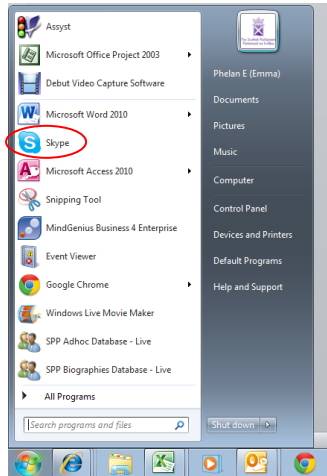 Assyst
Microsoft Office Project 2003
Debut Video Capture Software
Microsoft Word 2010
Skype
Microsoft Access 2010
Snipping Tool
MindGenius Business 4 Enterprise
Event Viewer
Google Chrome
Windows Live Movie Maker
SPP Adhoc Database - Live
SPP Biographies Database - Live
All Programs
Search programs and files
Phelan E (Emma)
Documents
Pictures
Music
Computer
Control Panel
Devices and Printers
Default Programs
Help and Support
Shut down